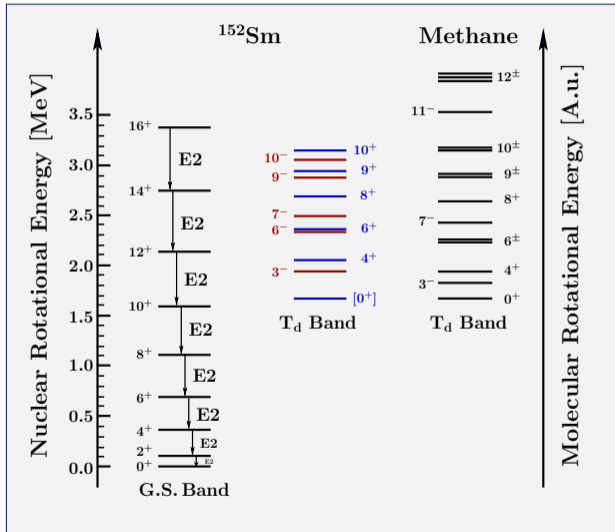 ¹⁵²Sm
Methane
Nuclear Rotational Energy [MeV]
3.5
3.0
2.5
2.0
1.5
1.0
0.5
0.0
16⁺
14⁺
12⁺
10⁺
8⁺
6⁺
4⁺
2⁺
0⁺
E2
E2
E2
E2
E2
E2
E2
E2
G.S. Band
10⁻
9⁻
7⁻
6⁻
3⁻
10⁺
9⁺
8⁺
6⁺
4⁺
[0⁺]
T_d Band
11⁻
7⁻
3⁻
12±
10±
9±
8⁺
6±
4⁺
0⁺
T_d Band
Molecular Rotational Energy [A.u.]